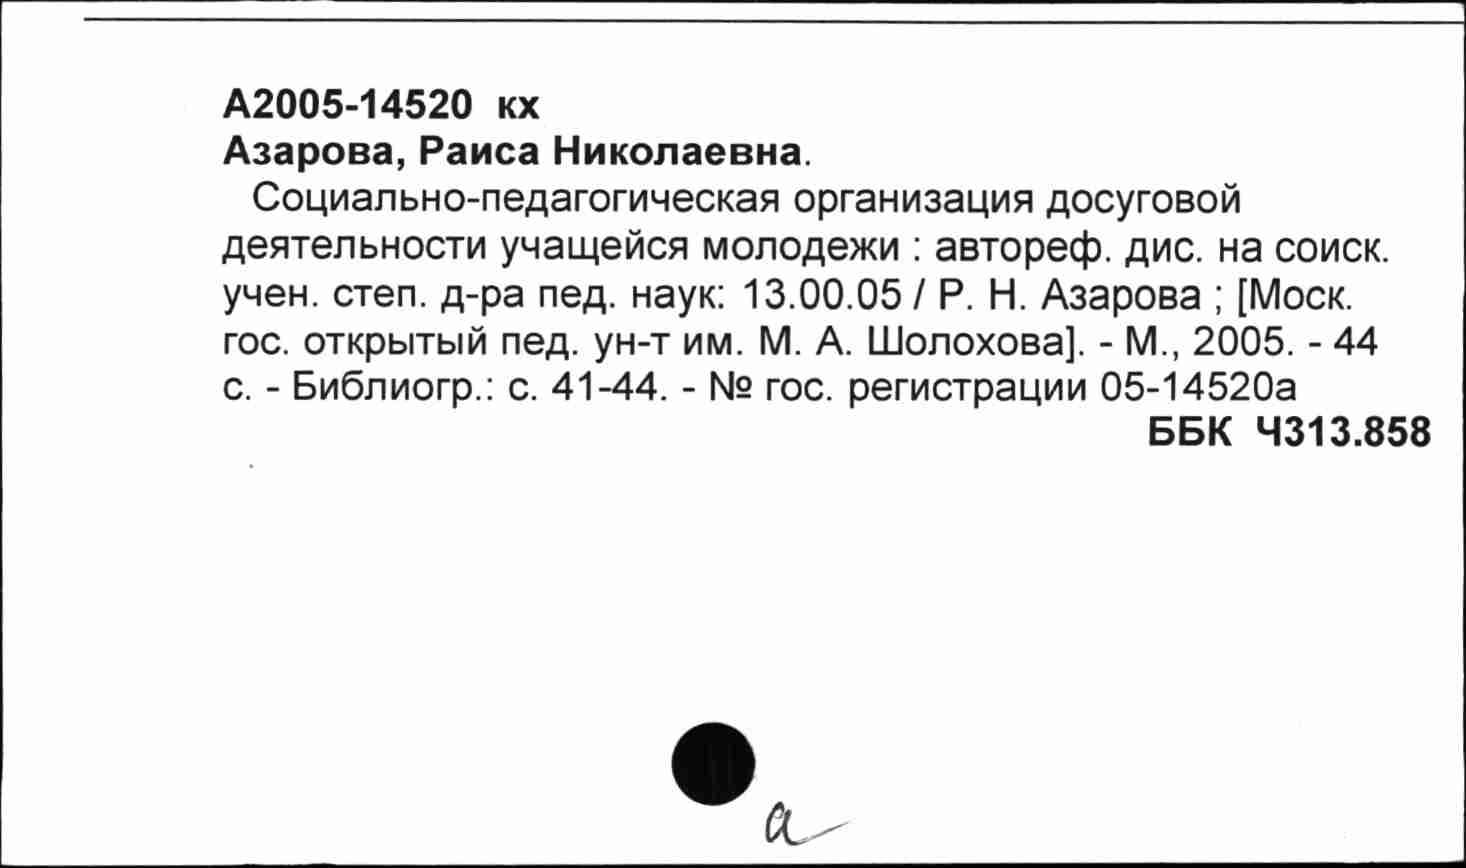 А2005-14520 кх
Азарова, Раиса Николаевна.
Социально-педагогическая организация досуговой
деятельности учащейся молодежи : автореф. дис. на соиск.
учен. степ. д-ра пед. наук: 13.00.05 / Р. Н. Азарова ; [Моск.
гос. открытый пед. ун-т им. М. А. Шолохова]. - М., 2005. - 44
с. - Библиогр.: с. 41-44. - № гос. регистрации 05-14520а
ББК Ч313.858
а